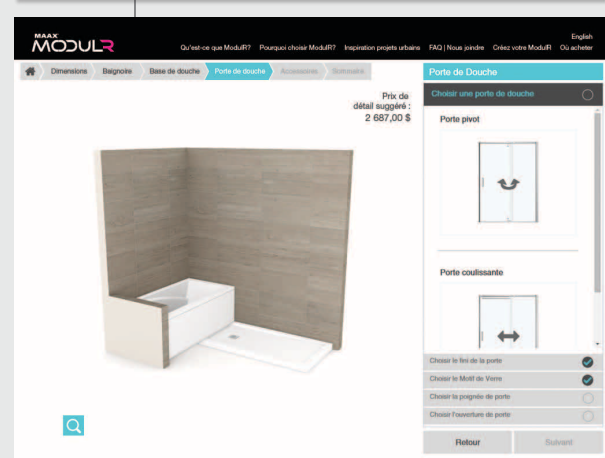 MAAX
MODULR
English
Qu'est-ce que ModulR? Pourquoi choisir ModulR? Inspiration projets urbains FAQ | Nous joindre Créez votre ModulR Où acheter
Dimensions Baignoire Base de douche Porte de douche Accessoires Sommaire
Porte de Douche
Choisir une porte de douche
Prix de
détail suggéré :
2 687,00 $
Porte pivot
Porte coulissante
Choisir le fini de la porte
Choisir le Motif de Verre
Choisir la poignée de porte
Choisir l'ouverture de porte
Retour Suivant